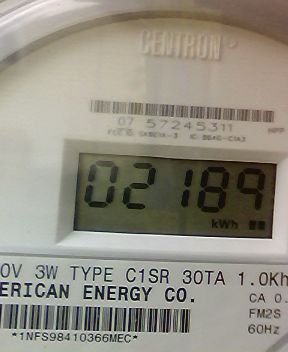 CENTRON
07 57245311 HPP
02189
kWh
0V 3W TYPE C1SR 30TA 1.0Kh
ERICAN ENERGY CO. CA 0.
FM2S
*1NFS98410366MEC* 60Hz